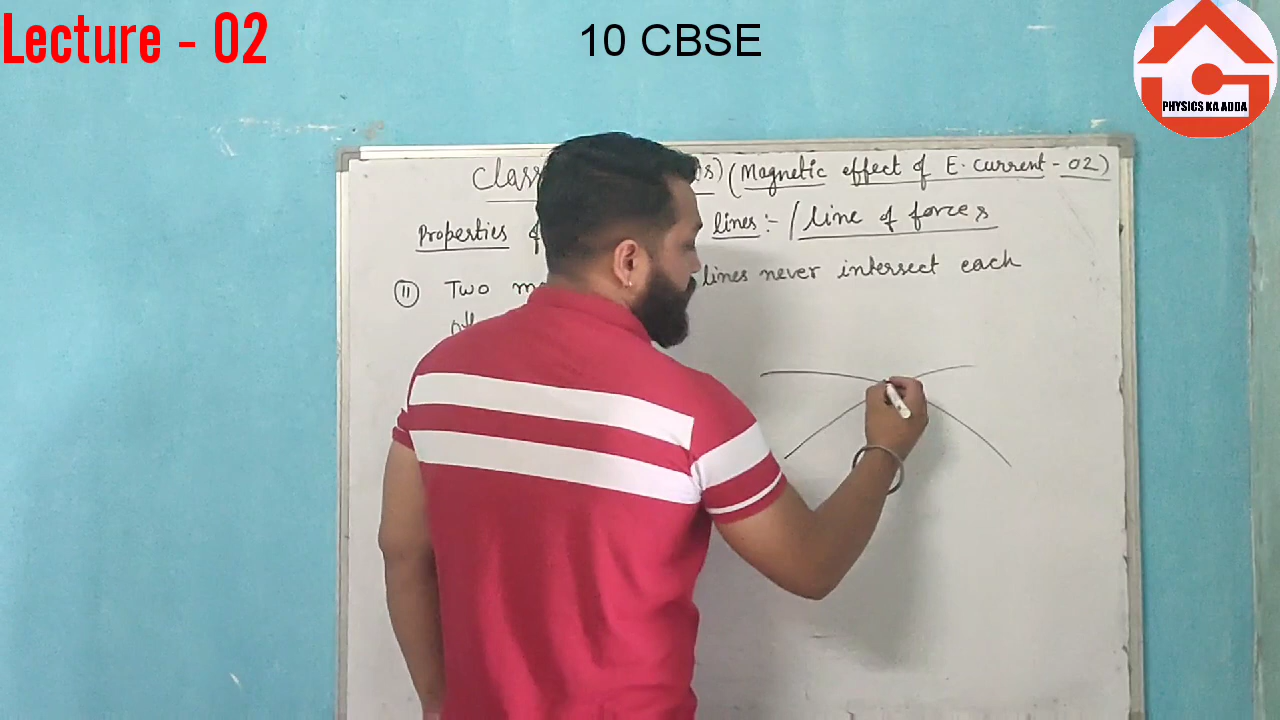 Lecture - 02
10 CBSE
PHYSICS KA ADDA
Class (Magnetic effect of E. current - 02)
Properties lines :- / line of forces
(11) Two lines never intersect each